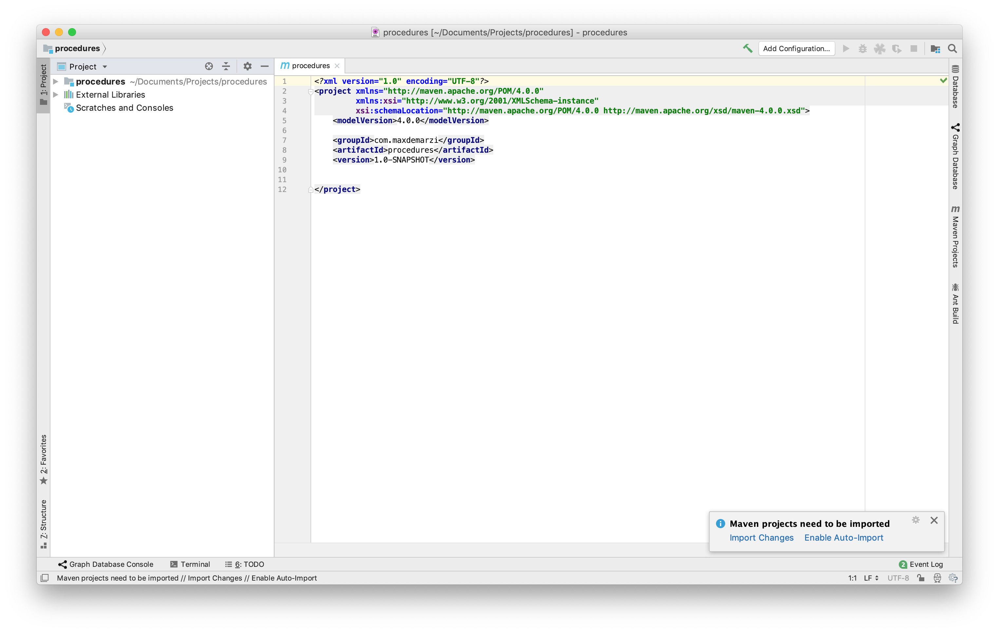 procedures [~/Documents/Projects/procedures] - procedures
procedures
Add Configuration...
1: Project
Project
procedures ~/Documents/Projects/procedures
External Libraries
Scratches and Consoles
2: Favorites
7: Structure
m procedures
1 <?xml version="1.0" encoding="UTF-8"?>
2 <project xmlns="http://maven.apache.org/POM/4.0.0"
3 xmlns:xsi="http://www.w3.org/2001/XMLSchema-instance"
4 xsi:schemaLocation="http://maven.apache.org/POM/4.0.0 http://maven.apache.org/xsd/maven-4.0.0.xsd">
5 <modelVersion>4.0.0</modelVersion>
6
7 <groupId>com.maxdemarzi</groupId>
8 <artifactId>procedures</artifactId>
9 <version>1.0-SNAPSHOT</version>
10
11
12 </project>
Database
Graph Database
m Maven Projects
Ant Build
Maven projects need to be imported
Import Changes Enable Auto-Import
Graph Database Console Terminal 6: TODO 2 Event Log
Maven projects need to be imported // Import Changes // Enable Auto-Import 1:1 LF UTF-8